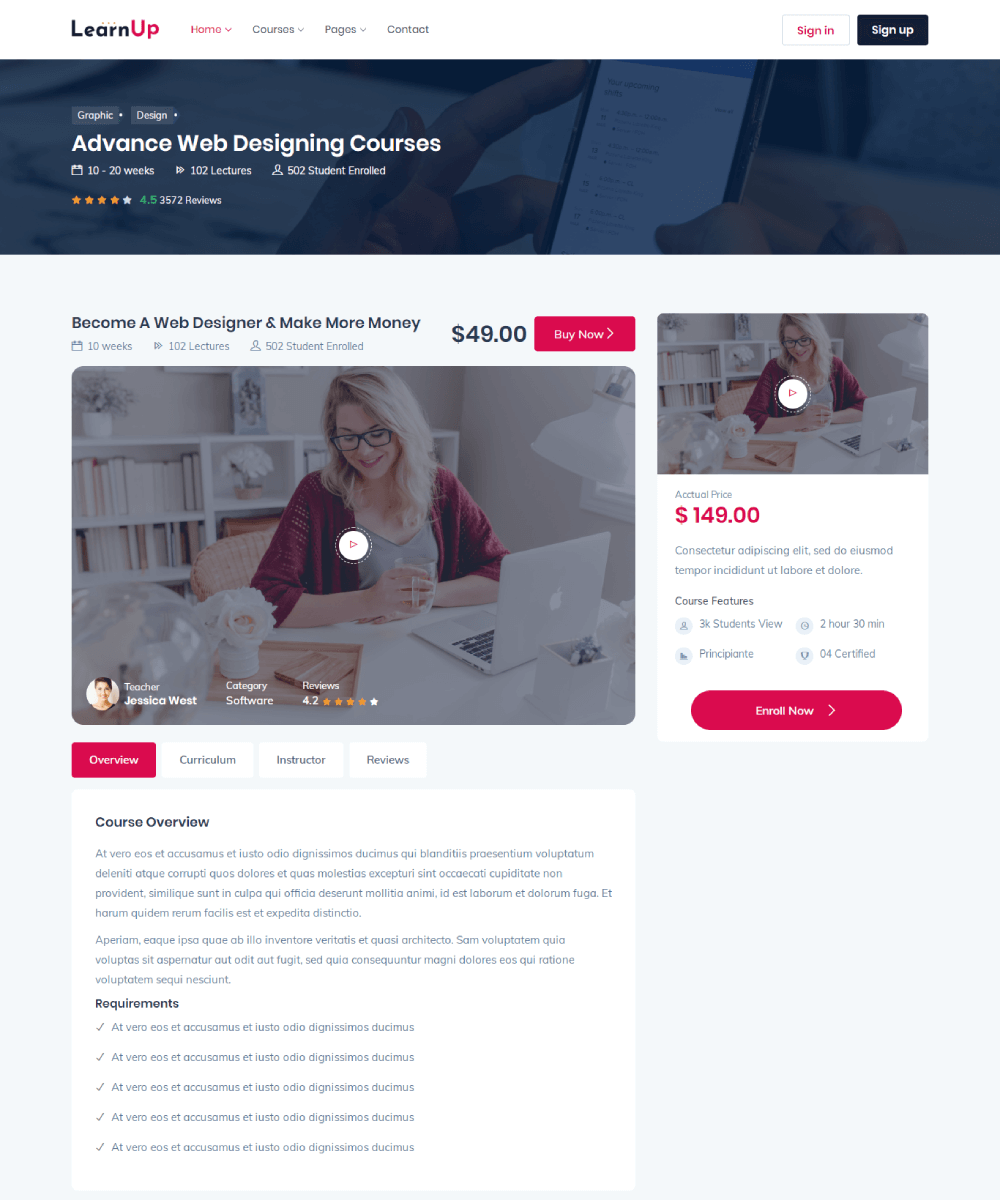 LearnUp
Home Courses Pages Contact
Sign in Sign up
Graphic • Design •
Advance Web Designing Courses
10 - 20 weeks 102 Lectures 502 Student Enrolled
4.5 3572 Reviews
Your upcoming
shifts
Become A Web Designer & Make More Money
10 weeks 102 Lectures 502 Student Enrolled
$49.00 Buy Now
Teacher
Jessica West
Category
Software
Reviews
4.2
Overview Curriculum Instructor Reviews
Course Overview
At vero eos et accusamus et iusto odio dignissimos ducimus qui blanditiis praesentium voluptatum
deleniti atque corrupti quos dolores et quas molestias excepturi sint occaecati cupiditate non
provident, similique sunt in culpa qui officia deserunt mollitia animi, id est laborum et dolorum fuga. Et
harum quidem rerum facilis est et expedita distinctio.
Aperiam, eaque ipsa quae ab illo inventore veritatis et quasi architecto. Sam voluptatem quia
voluptas sit aspernatur aut odit aut fugit, sed quia consequuntur magni dolores eos qui ratione
voluptatem sequi nesciunt.
Requirements
At vero eos et accusamus et iusto odio dignissimos ducimus
At vero eos et accusamus et iusto odio dignissimos ducimus
At vero eos et accusamus et iusto odio dignissimos ducimus
At vero eos et accusamus et iusto odio dignissimos ducimus
At vero eos et accusamus et iusto odio dignissimos ducimus
Acctual Price
$ 149.00
Consectetur adipiscing elit, sed do eiusmod
tempor incididunt ut labore et dolore.
Course Features
3k Students View 2 hour 30 min
Principiante 04 Certified
Enroll Now